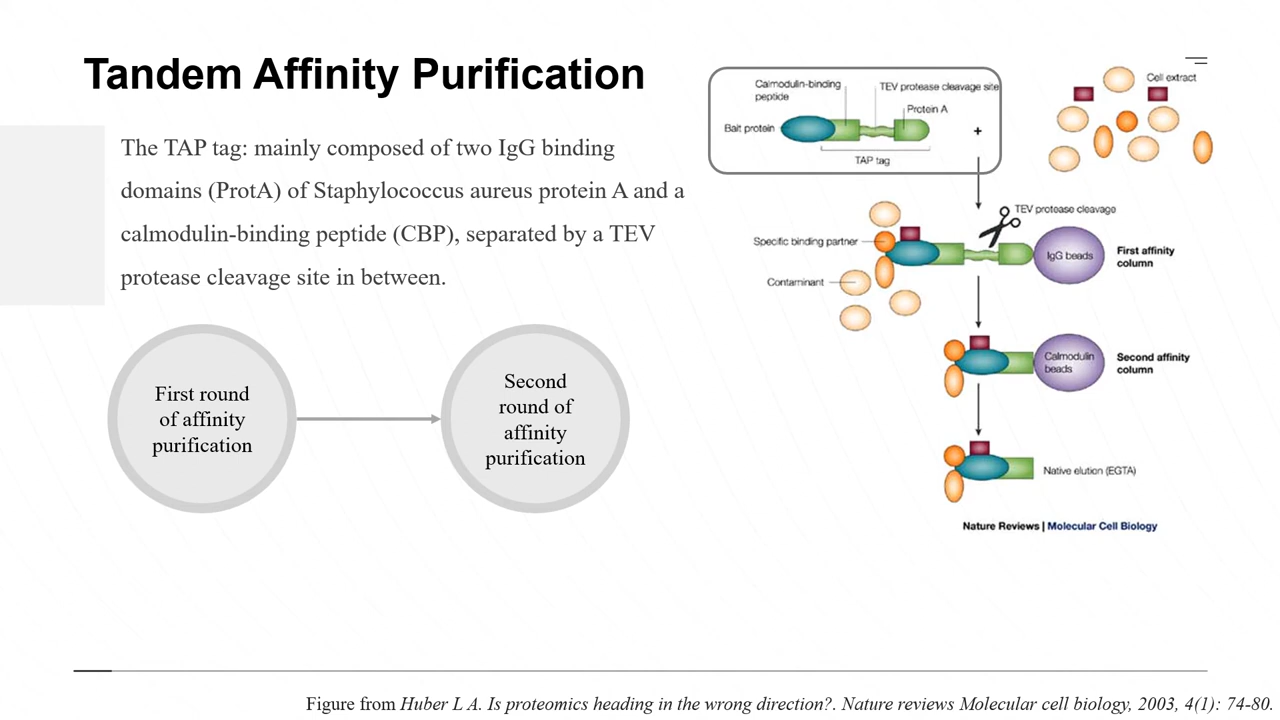 Tandem Affinity Purification
The TAP tag: mainly composed of two IgG binding
domains (ProtA) of Staphylococcus aureus protein A and a
calmodulin-binding peptide (CBP), separated by a TEV
protease cleavage site in between.
First round
of affinity
purification
Second
round of
affinity
purification
Calmodulin-binding
peptide
TEV protease cleavage site
Protein A
Bait protein
+
TAP tag
Cell extract
TEV protease cleavage
Specific binding partner
IgG beads
First affinity
column
Contaminant
Calmodulin
beads
Second affinity
column
Native elution (EGTA)
Nature Reviews | Molecular Cell Biology
Figure from Huber L A. Is proteomics heading in the wrong direction?. Nature reviews Molecular cell biology, 2003, 4(1): 74-80.